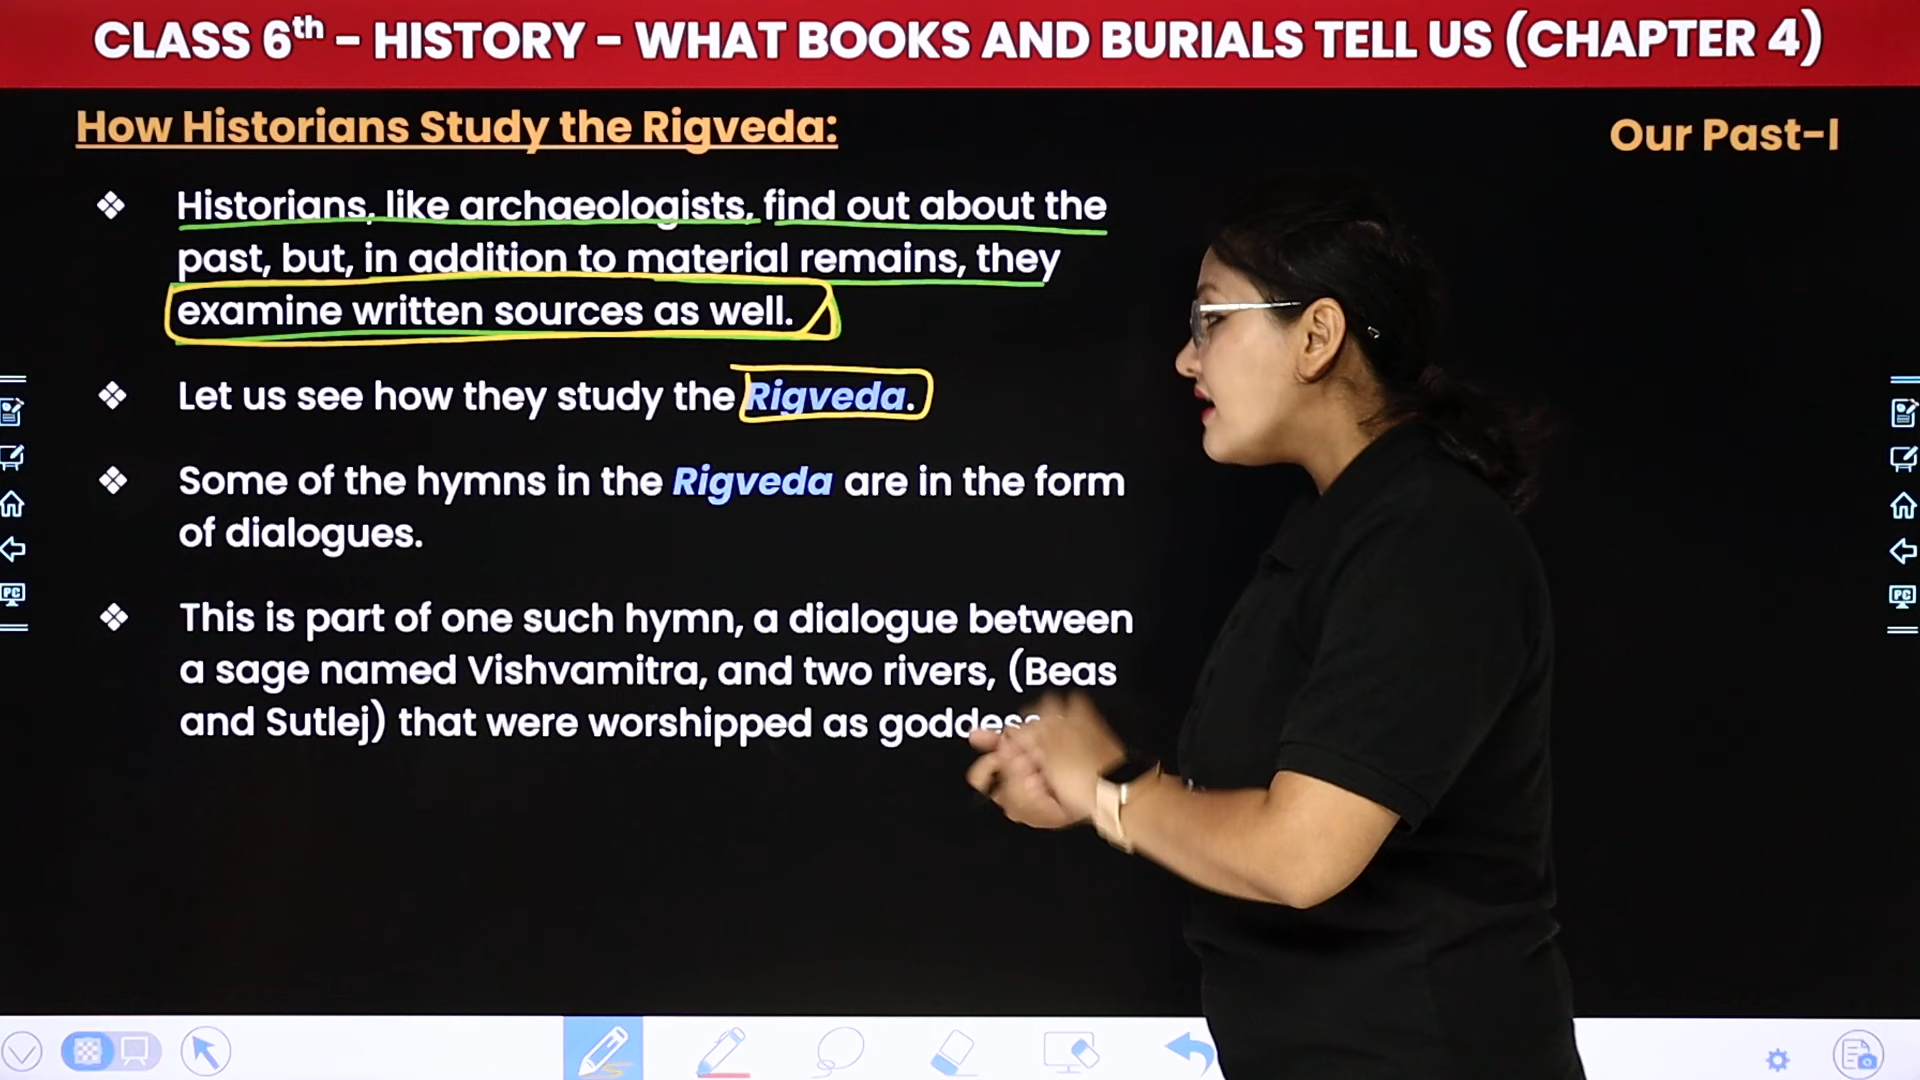 CLASS 6th - HISTORY - WHAT BOOKS AND BURIALS TELL US (CHAPTER 4)
How Historians Study the Rigveda:
Our Past-I
❖ Historians, like archaeologists, find out about the
past, but, in addition to material remains, they
examine written sources as well.
❖ Let us see how they study the Rigveda.
❖ Some of the hymns in the Rigveda are in the form
of dialogues.
❖ This is part of one such hymn, a dialogue between
a sage named Vishvamitra, and two rivers, (Beas
and Sutlej) that were worshipped as
PC
PC